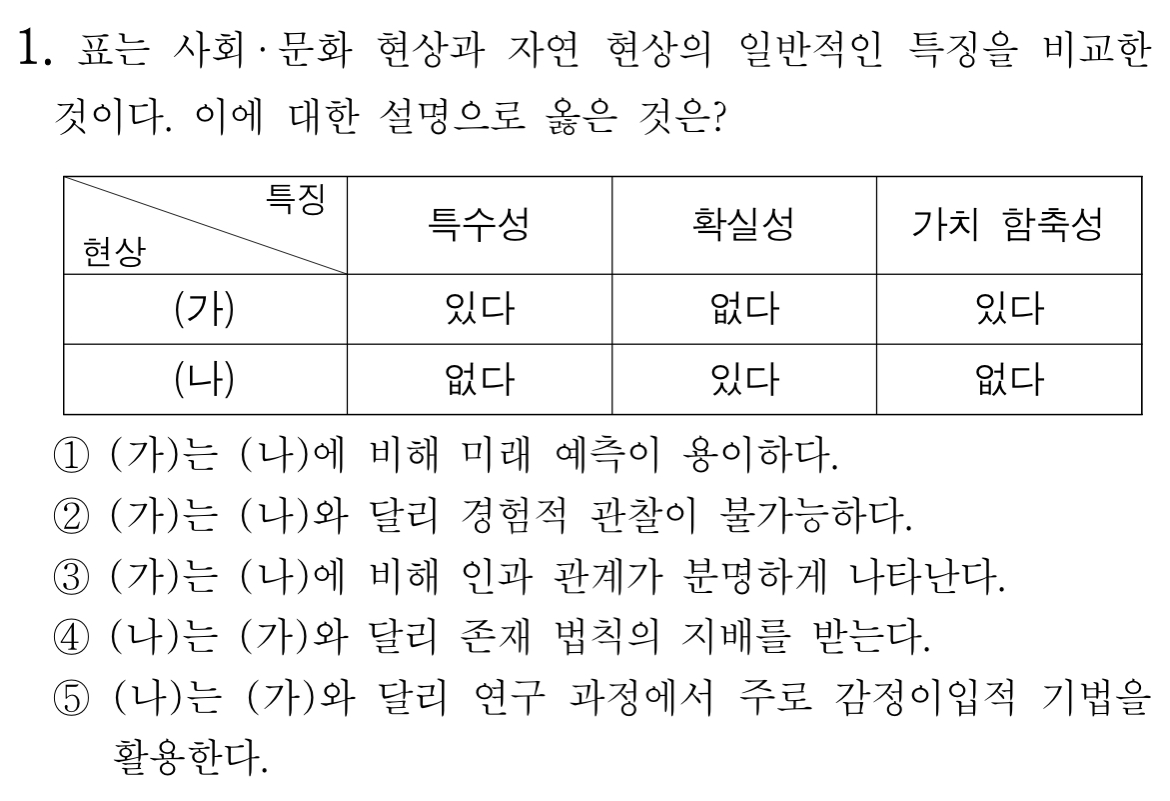 1. 표는 사회·문화 현상과 자연 현상의 일반적인 특징을 비교한
것이다. 이에 대한 설명으로 옳은 것은?
특징
현상
특수성 확실성 가치 함축성
(가) 있다 없다 있다
(나) 없다 있다 없다
① (가)는 (나)에 비해 미래 예측이 용이하다.
② (가)는 (나)와 달리 경험적 관찰이 불가능하다.
③ (가)는 (나)에 비해 인과 관계가 분명하게 나타난다.
④ (나)는 (가)와 달리 존재 법칙의 지배를 받는다.
⑤ (나)는 (가)와 달리 연구 과정에서 주로 감정이입적 기법을
활용한다.